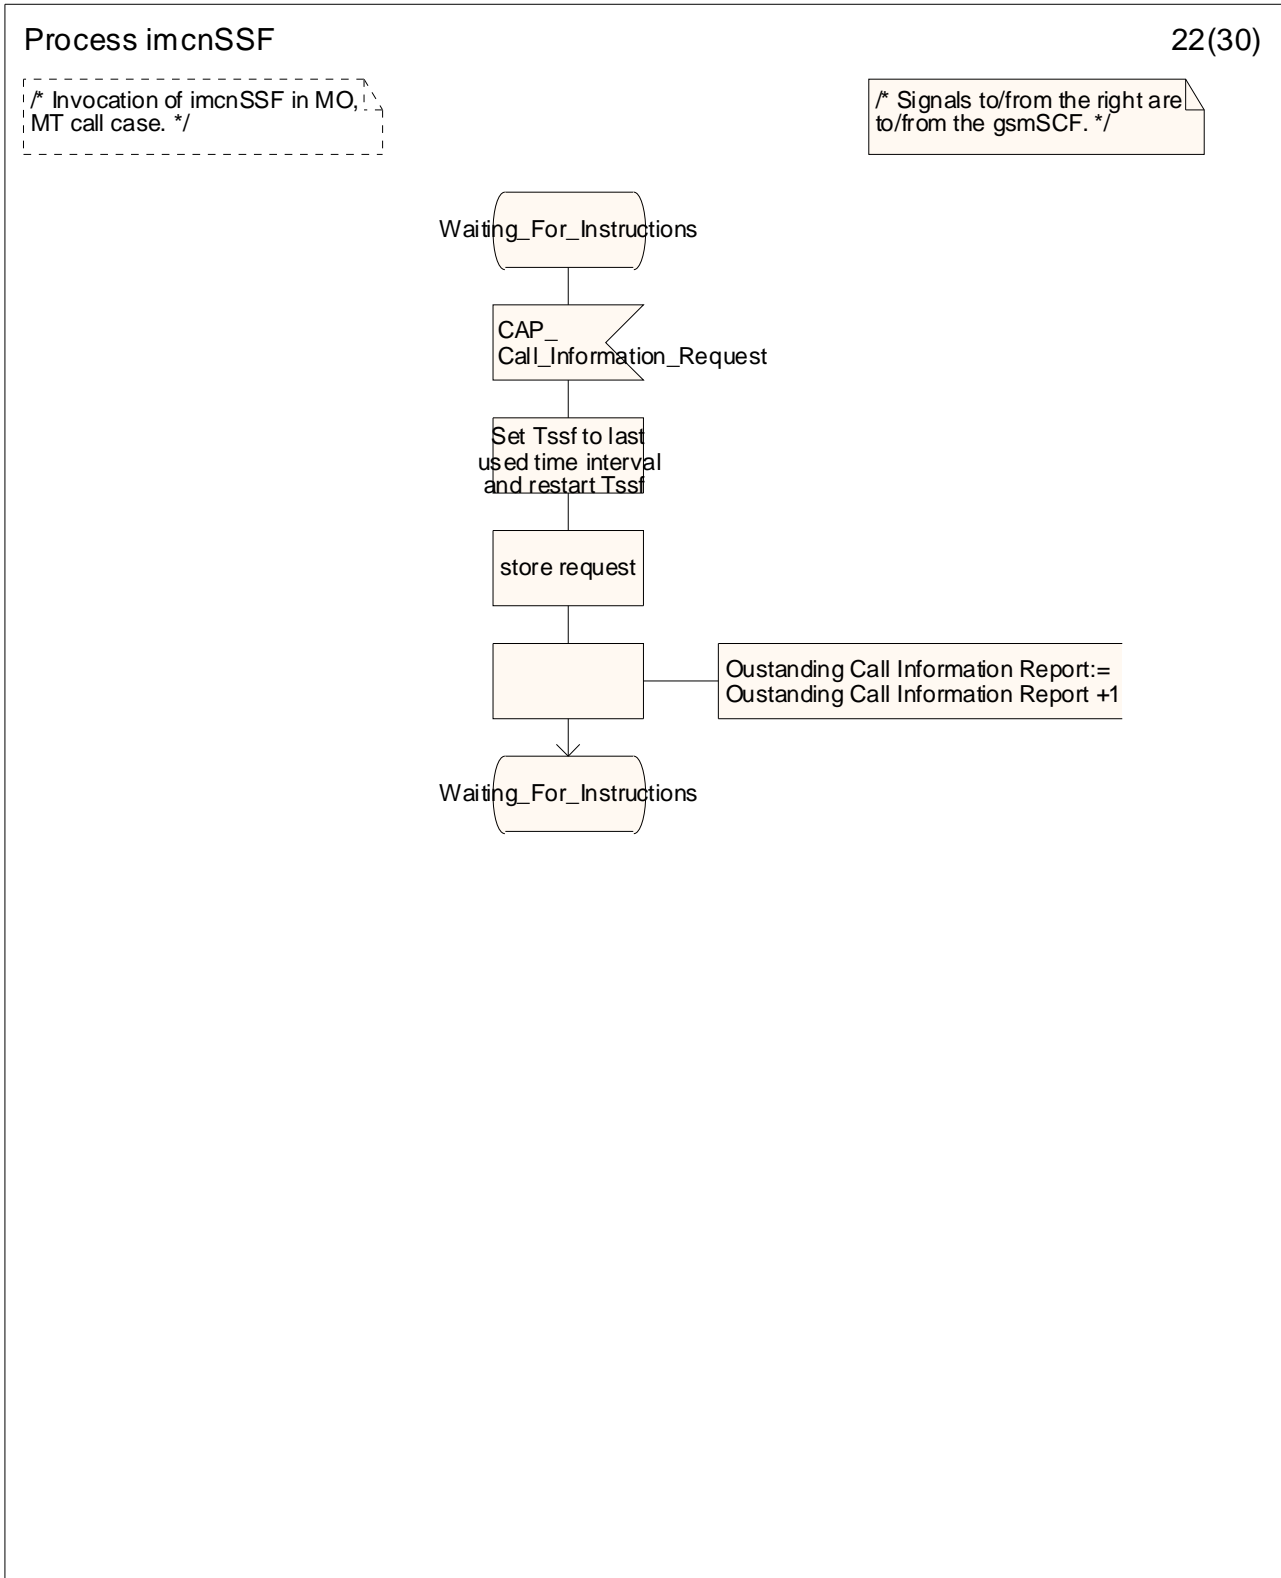 Process imcnSSF
22(30)
/* Invocation of imcnSSF in MO,
MT call case. */
/* Signals to/from the right are
to/from the gsmSCF. */
Waiting_For_Instructions
CAP_
Call_Information_Request
Set Tssf to last
used time interval
and restart Tssf
store request
Oustanding Call Information Report:=
Oustanding Call Information Report +1
Waiting_For_Instructions